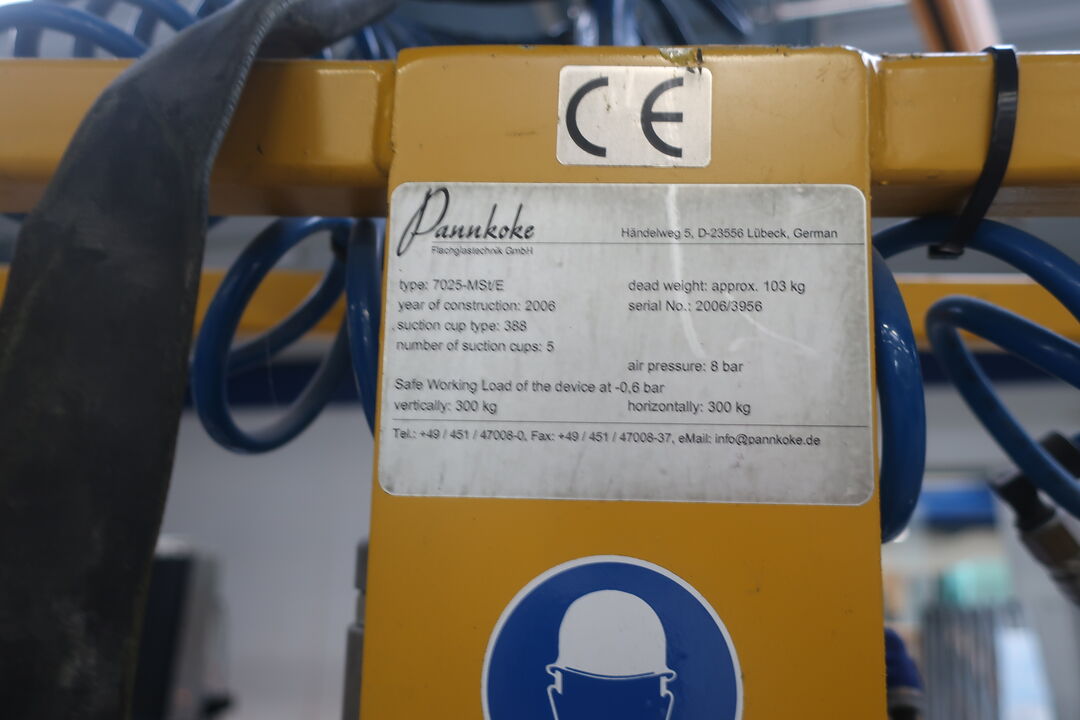 CE
Pannkoke
Flachglastechnik GmbH
Händelweg 5, D-23556 Lübeck, German
type: 7025-MSt/E
dead weight: approx. 103 kg
year of construction: 2006
serial No.: 2006/3956
suction cup type: 388
number of suction cups: 5
air pressure: 8 bar
Safe Working Load of the device at -0,6 bar
vertically: 300 kg
horizontally: 300 kg
Tel.: +49 / 451 / 47008-0, Fax: +49 / 451 / 47008-37, eMail: info@pannkoke.de